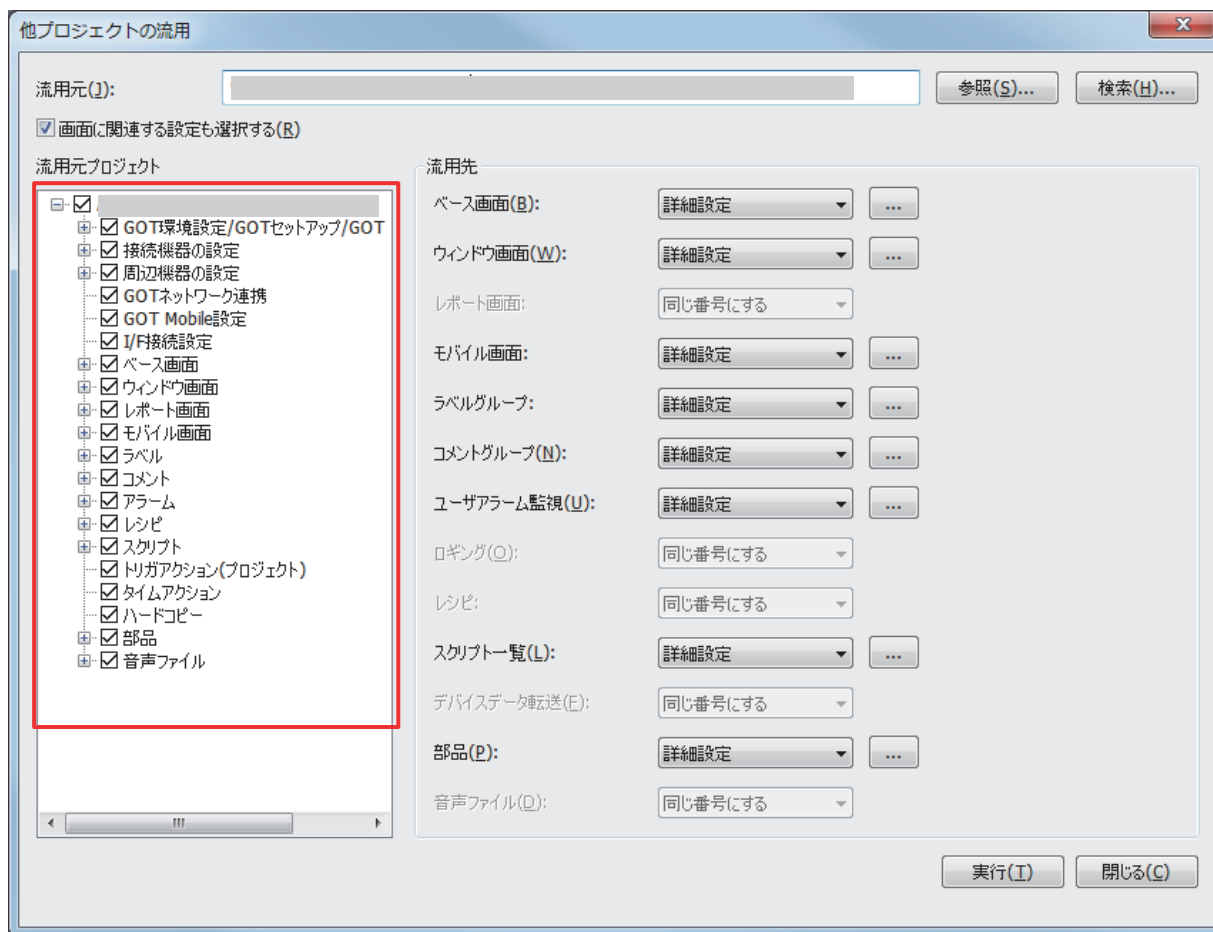 他プロジェクトの流用
流用元(J):
参照(S)...
検索(H)...
画面に関連する設定も選択する(R)
流用元プロジェクト
GOT環境設定/GOTセットアップ/GOT
接続機器の設定
周辺機器の設定
GOTネットワーク連携
GOT Mobile設定
I/F接続設定
ベース画面
ウィンドウ画面
レポート画面
モバイル画面
ラベル
コメント
アラーム
レシピ
スクリプト
トリガアクション(プロジェクト)
タイムアクション
ハードコピー
部品
音声ファイル
流用先
ベース画面(B): 詳細設定 ...
ウィンドウ画面(W): 詳細設定 ...
レポート画面: 同じ番号にする
モバイル画面: 詳細設定 ...
ラベルグループ: 詳細設定 ...
コメントグループ(N): 詳細設定 ...
ユーザアラーム監視(U): 詳細設定 ...
ロギング(O): 同じ番号にする
レシピ: 同じ番号にする
スクリプト一覧(L): 詳細設定 ...
デバイスデータ転送(E): 同じ番号にする
部品(P): 詳細設定 ...
音声ファイル(D): 同じ番号にする
実行(T)
閉じる(C)